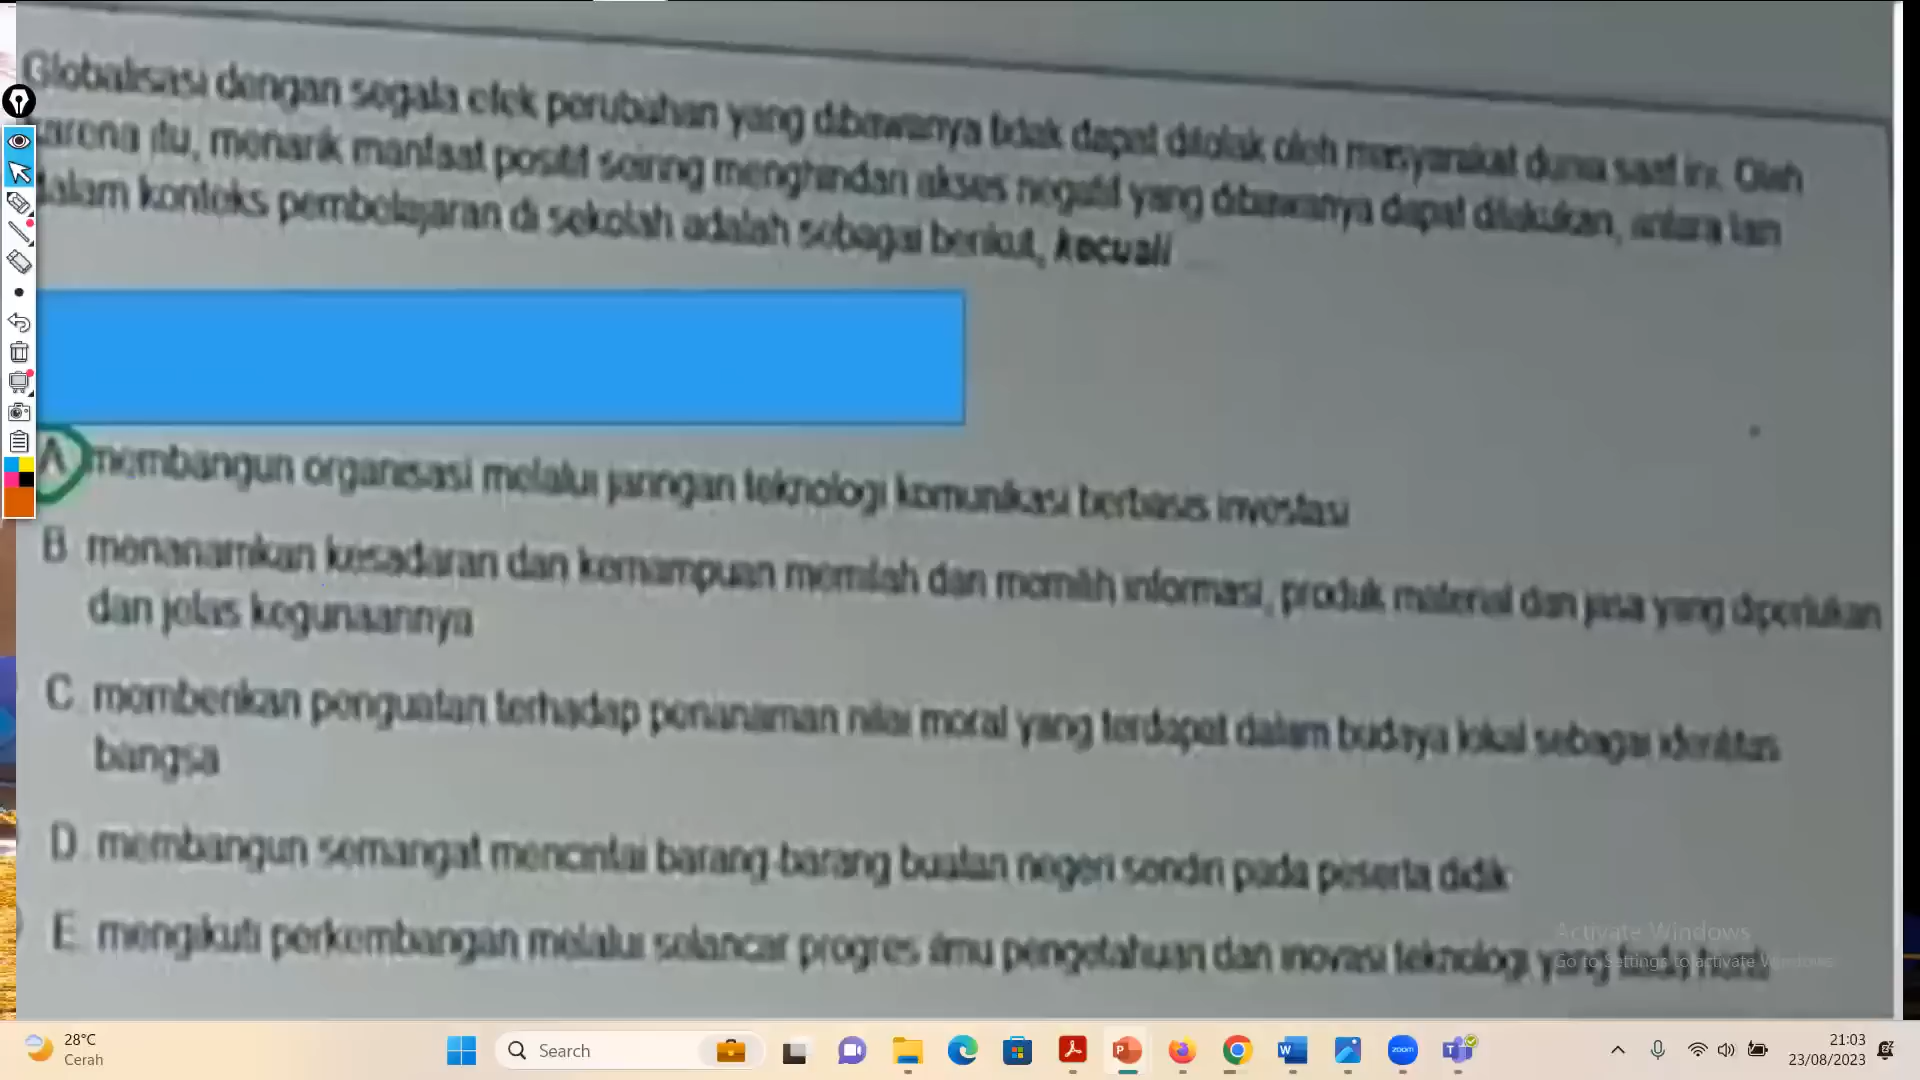 Globalisasi dengan segala efek perubahan yang dibawanya tidak dapat ditolak oleh masyarakat dunia saat ini. Oleh
karena itu, menarik manfaat positif seiring menghindari akses negatif yang dibawanya dapat dilakukan, antara lain
dalam konteks pembelajaran di sekolah adalah sebagai berikut, kecuali ...
A membangun organisasi melalui jaringan teknologi komunikasi berbasis investasi
B. menanamkan kesadaran dan kemampuan memilah dan memilih informasi, produk material dan jasa yang diperlukan
dan jelas kegunaannya
C. memberikan penguatan terhadap penanaman nilai moral yang terdapat dalam budaya lokal sebagai identitas
bangsa
D. membangun semangat mencintai barang-barang buatan negeri sendiri pada peserta didik
E. mengikuti perkembangan melalui selancar progres ilmu pengetahuan dan inovasi teknologi yang
Activate Windows
Go to Settings to activate Windows.
28°C
Cerah
Search
zoom
21:03
23/08/2023